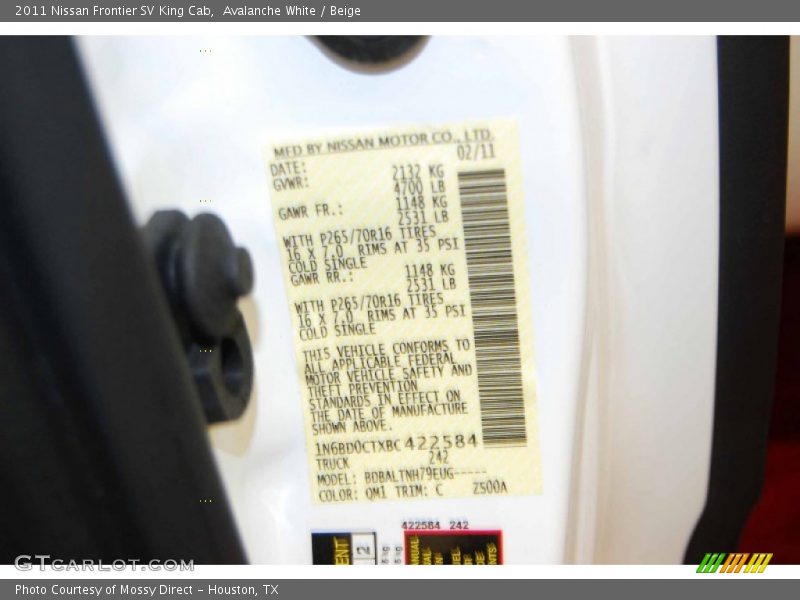 2011 Nissan Frontier SV King Cab,  Avalanche White / Beige
MFD BY NISSAN MOTOR CO., LTD.
DATE: 02/11
GVWR: 2132 KG
4700 LB
GAWR FR.: 1148 KG
2531 LB
WITH P265/70R16 TIRES
16 X 7.0 RIMS AT 35 PSI
COLD SINGLE
GAWR RR.: 1148 KG
2531 LB
WITH P265/70R16 TIRES
16 X 7.0 RIMS AT 35 PSI
COLD SINGLE
THIS VEHICLE CONFORMS TO
ALL APPLICABLE FEDERAL
MOTOR VEHICLE SAFETY AND
THEFT PREVENTION
STANDARDS IN EFFECT ON
THE DATE OF MANUFACTURE
SHOWN ABOVE.
1N6BD0CTXBC422584
TRUCK 242
MODEL: BDBALTNH79EUG-----
COLOR: QM1 TRIM: C Z500A
422584 242
GTcarlot.com
Photo Courtesy of Mossy Direct - Houston, TX